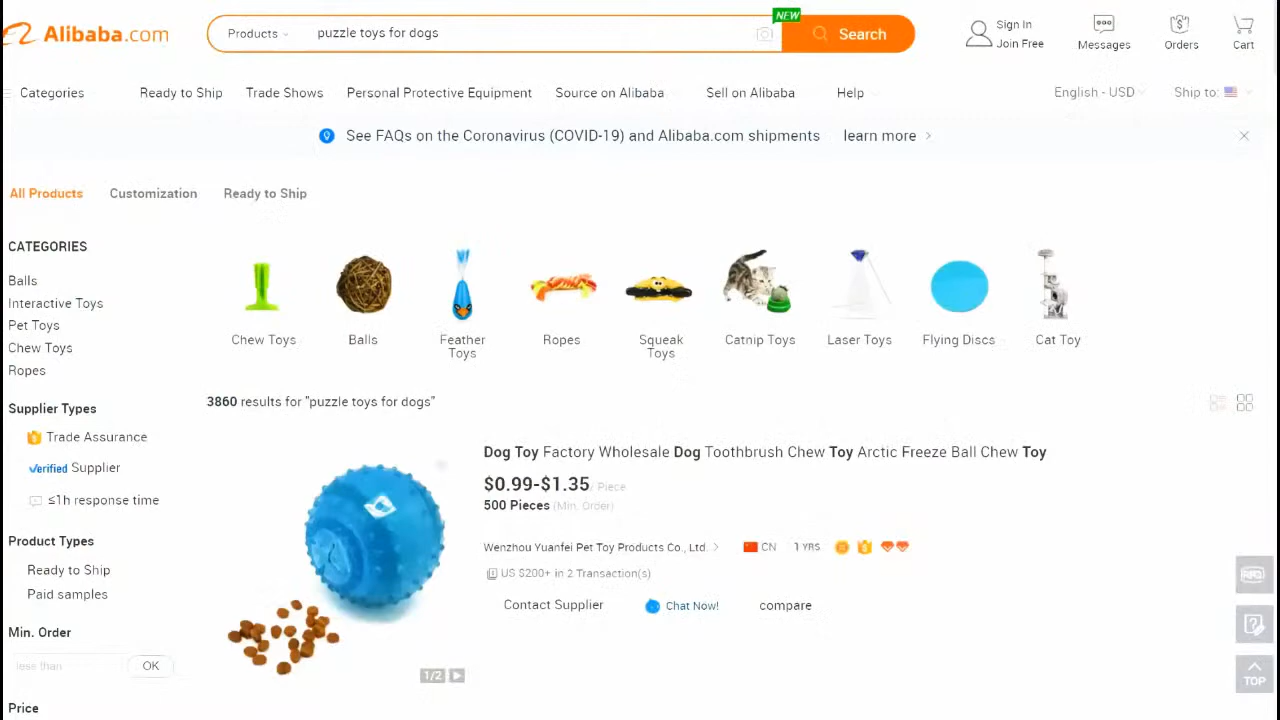 Alibaba.com
Products
puzzle toys for dogs
NEW
Search
Sign In
Join Free
Messages
Orders
Cart
Categories
Ready to Ship
Trade Shows
Personal Protective Equipment
Source on Alibaba
Sell on Alibaba
Help
English - USD
Ship to:
See FAQs on the Coronavirus (COVID-19) and Alibaba.com shipments
learn more
All Products
Customization
Ready to Ship
CATEGORIES
Balls
Interactive Toys
Pet Toys
Chew Toys
Ropes
Supplier Types
Trade Assurance
Verified Supplier
≤1h response time
Product Types
Ready to Ship
Paid samples
Min. Order
less than
OK
Price
Chew Toys
Balls
Feather
Toys
Ropes
Squeak
Toys
Catnip Toys
Laser Toys
Flying Discs
Cat Toy
3860 results for "puzzle toys for dogs"
1/2
Dog Toy Factory Wholesale Dog Toothbrush Chew Toy Arctic Freeze Ball Chew Toy
$0.99-$1.35/ Piece
500 Pieces (Min. Order)
Wenzhou Yuanfei Pet Toy Products Co., Ltd.
CN
1 YRS
US $200+ in 2 Transaction(s)
Contact Supplier
Chat Now!
compare
RFQ
TOP